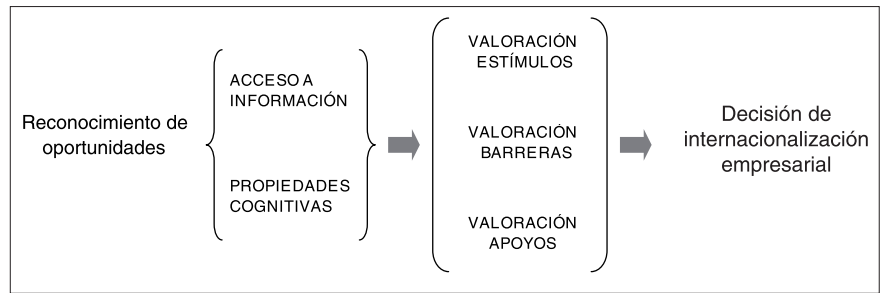 Reconocimiento de
oportunidades
ACCESO A
INFORMACIÓN
PROPIEDADES
COGNITIVAS
VALORACIÓN
ESTÍMULOS
VALORACIÓN
BARRERAS
VALORACIÓN
APOYOS
Decisión de
internacionalización
empresarial